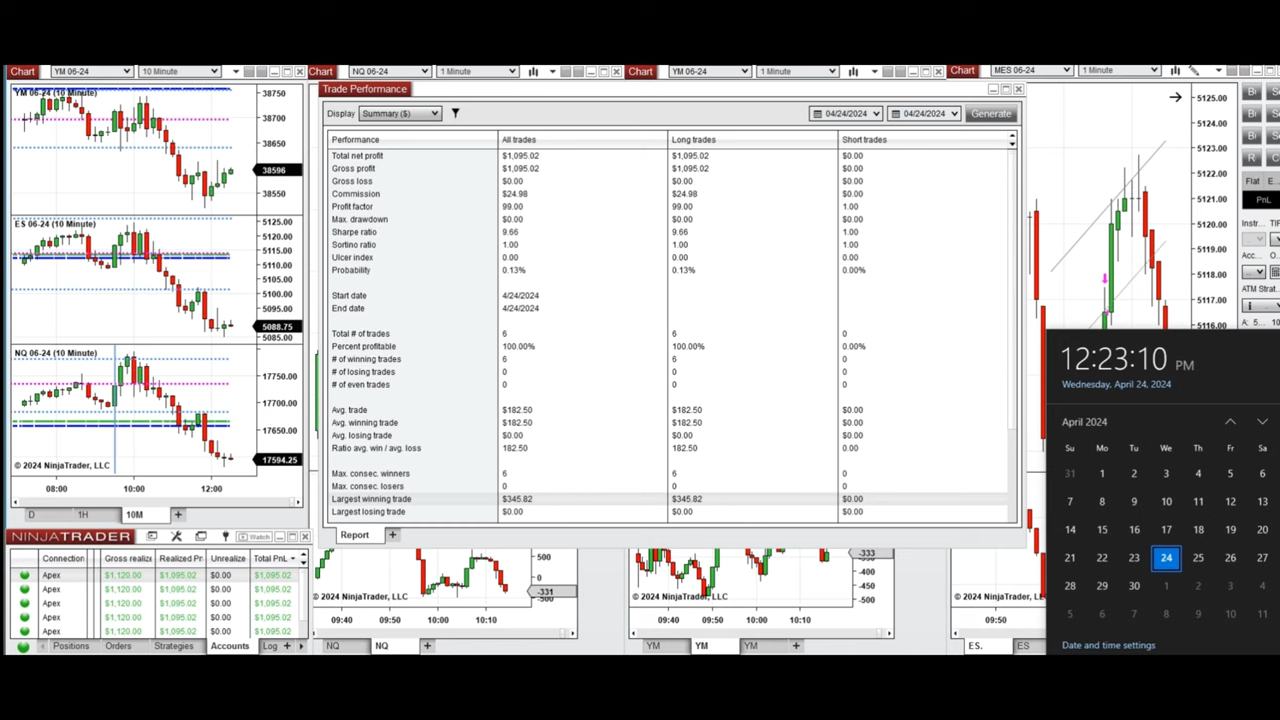 Chart YM 06-24 10 Minute
Chart NQ 06-24 1 Minute
Chart YM 06-24 1 Minute
Chart MES 06-24 1 Minute
YM 06-24 (10 Minute)
38750
38700
38650
38596
38550
ES 06-24 (10 Minute)
5125.00
5120.00
5115.00
5110.00
5105.00
5100.00
5095.00
5088.75
5085.00
NQ 06-24 (10 Minute)
17750.00
17700.00
17650.00
17594.25
© 2024 NinjaTrader, LLC
08:00 10:00 12:00
D 1H 10M +
Trade Performance
Display Summary ($) 04/24/2024 04/24/2024 Generate
Performance All trades Long trades Short trades
Total net profit $1,095.02 $1,095.02 $0.00
Gross profit $1,095.02 $1,095.02 $0.00
Gross loss $0.00 $0.00 $0.00
Commission $24.98 $24.98 $0.00
Profit factor 99.00 99.00 1.00
Max. drawdown $0.00 $0.00 $0.00
Sharpe ratio 9.66 9.66 1.00
Sortino ratio 1.00 1.00 1.00
Ulcer index 0.00 0.00 0.00
Probability 0.13% 0.13% 0.00%
Start date 4/24/2024
End date 4/24/2024
Total # of trades 6 6 0
Percent profitable 100.00% 100.00% 0.00%
# of winning trades 6 6 0
# of losing trades 0 0 0
# of even trades 0 0 0
Avg. trade $182.50 $182.50 $0.00
Avg. winning trade $182.50 $182.50 $0.00
Avg. losing trade $0.00 $0.00 $0.00
Ratio avg. win / avg. loss 182.50 182.50 0.00
Max. consec. winners 6 6 0
Max. consec. losers 0 0 0
Largest winning trade $345.82 $345.82 $0.00
Largest losing trade $0.00 $0.00 $0.00
Report +
NINJATRADER Watch
Connection Gross realiz Realized Pn Unrealize Total PnL
Apex $1,120.00 $1,095.02 $0.00 $1,095.02
Apex $1,120.00 $1,095.02 $0.00 $1,095.02
Apex $1,120.00 $1,095.02 $0.00 $1,095.02
Apex $1,120.00 $1,095.02 $0.00 $1,095.02
Apex $1,120.00 $1,095.02 $0.00 $1,095.02
Positions Orders Strategies Accounts Log +
500
0
-331
-500
© 2024 NinjaTrader, LLC
09:40 09:50 10:00 10:10
NQ NQ +
-333
-400
-500
© 2024 NinjaTrader, LLC
09:40 09:50 10:00 10:10
YM YM YM +
© 2024 NinjaTrader, LLC
09:50
ES. ES
5125.00
5124.00
5123.00
5122.00
5121.00
5120.00
5119.00
5118.00
5117.00
5116.00
Flat E...
PnL
Instr...
Acc...
ATM Strat
12:23:10 PM
Wednesday, April 24, 2024
April 2024
Su Mo Tu We Th Fr Sa
31 1 2 3 4 5 6
7 8 9 10 11 12 13
14 15 16 17 18 19 20
21 22 23 24 25 26 27
28 29 30 1 2 3 4
5 6 7 8 9 10 11
Date and time settings